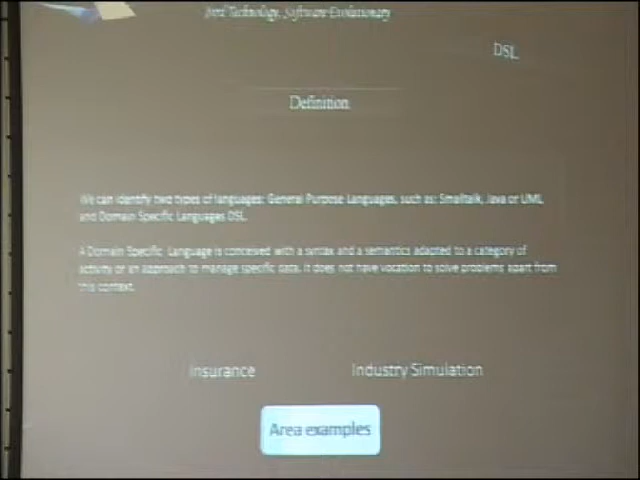 Technology, Software Evolutionary
DSL
Definition
We can identify two types of languages: General Purpose Languages, such as: Smalltalk, Java or UML
and Domain Specific Languages DSL.
A Domain Specific Language is conceived with a syntax and a semantics adapted to a category of
activity or an approach to manage specific data. It does not have vocation to solve problems apart from
this context.
Insurance Industry Simulation
Area examples